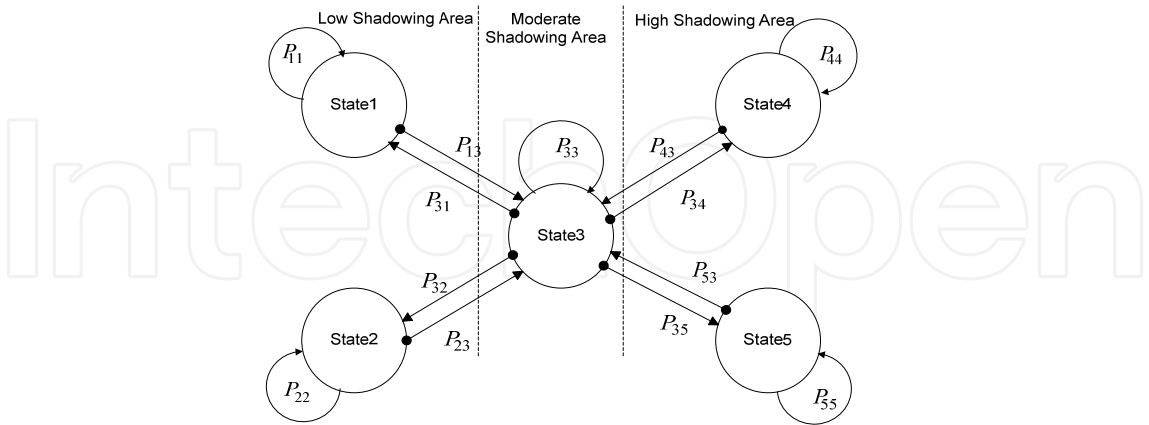 Low Shadowing Area
Moderate
Shadowing Area
High Shadowing Area
P11
P44
State1
State4
P13
P33
P43
P31
P34
State3
P32
P53
P23
P35
State2
State5
P22
P55
IntechOpen